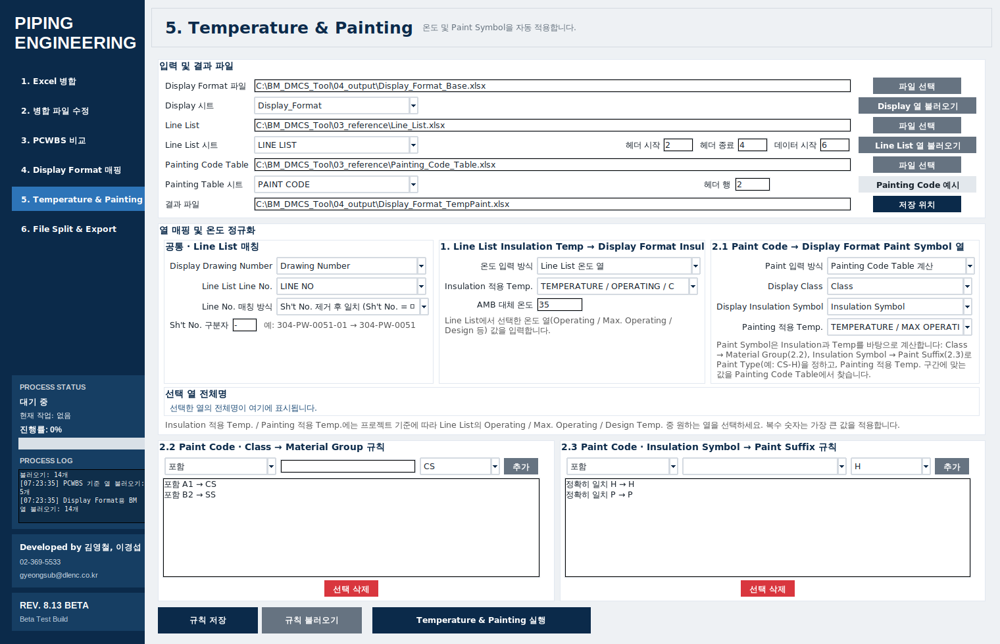 PIPING
ENGINEERING
1. Excel 병합
2. 병합 파일 수정
3. PCWBS 비교
4. Display Format 매핑
5. Temperature & Painting
6. File Split & Export
PROCESS STATUS
대기 중
현재 작업: 없음
진행률: 0%
PROCESS LOG
불러오기: 14개
[07:23:35] PCWBS 기준 열 불러오기:
5개
[07:23:35] Display Format용 BM
열 불러오기: 14개
Developed by 김영철, 이경섭
02-369-5533
gyeongsub@dlenc.co.kr
REV. 8.13 BETA
Beta Test Build
5. Temperature & Painting 온도 및 Paint Symbol을 자동 적용합니다.
입력 및 결과 파일
Display Format 파일 C:\BM_DMCS_Tool\04_output\Display_Format_Base.xlsx 파일 선택
Display 시트 Display_Format Display 열 불러오기
Line List C:\BM_DMCS_Tool\03_reference\Line_List.xlsx 파일 선택
Line List 시트 LINE LIST 헤더 시작 2 헤더 종료 4 데이터 시작 6 Line List 열 불러오기
Painting Code Table C:\BM_DMCS_Tool\03_reference\Painting_Code_Table.xlsx 파일 선택
Painting Table 시트 PAINT CODE 헤더 행 2 Painting Code 예시
결과 파일 C:\BM_DMCS_Tool\04_output\Display_Format_TempPaint.xlsx 저장 위치
열 매핑 및 온도 정규화
공통 · Line List 매칭
Display Drawing Number Drawing Number
Line List Line No. LINE NO
Line No. 매칭 방식 Sh't No. 제거 후 일치 (Sh't No. = ㅁ
Sh't No. 구분자 - 예: 304-PW-0051-01 → 304-PW-0051
1. Line List Insulation Temp → Display Format Insul
온도 입력 방식 Line List 온도 열
Insulation 적용 Temp. TEMPERATURE / OPERATING / C
AMB 대체 온도 35
Line List에서 선택한 온도 열(Operating / Max. Operating /
Design 등) 값을 입력합니다.
2.1 Paint Code → Display Format Paint Symbol 열
Paint 입력 방식 Painting Code Table 계산
Display Class Class
Display Insulation Symbol Insulation Symbol
Painting 적용 Temp. TEMPERATURE / MAX OPERATI
Paint Symbol은 Insulation과 Temp를 바탕으로 계산합니다: Class
→ Material Group(2.2), Insulation Symbol → Paint Suffix(2.3)로
Paint Type(예: CS-H)을 정하고, Painting 적용 Temp. 구간에 맞는
값을 Painting Code Table에서 찾습니다.
선택 열 전체명
선택한 열의 전체명이 여기에 표시됩니다.
Insulation 적용 Temp. / Painting 적용 Temp.에는 프로젝트 기준에 따라 Line List의 Operating / Max. Operating / Design Temp. 중 원하는 열을 선택하세요. 복수 숫자는 가장 큰 값을 적용합니다.
2.2 Paint Code · Class → Material Group 규칙
포함 CS 추가
포함 A1 → CS
포함 B2 → SS
선택 삭제
2.3 Paint Code · Insulation Symbol → Paint Suffix 규칙
포함 H 추가
정확히 일치 H → H
정확히 일치 P → P
선택 삭제
규칙 저장 규칙 불러오기 Temperature & Painting 실행